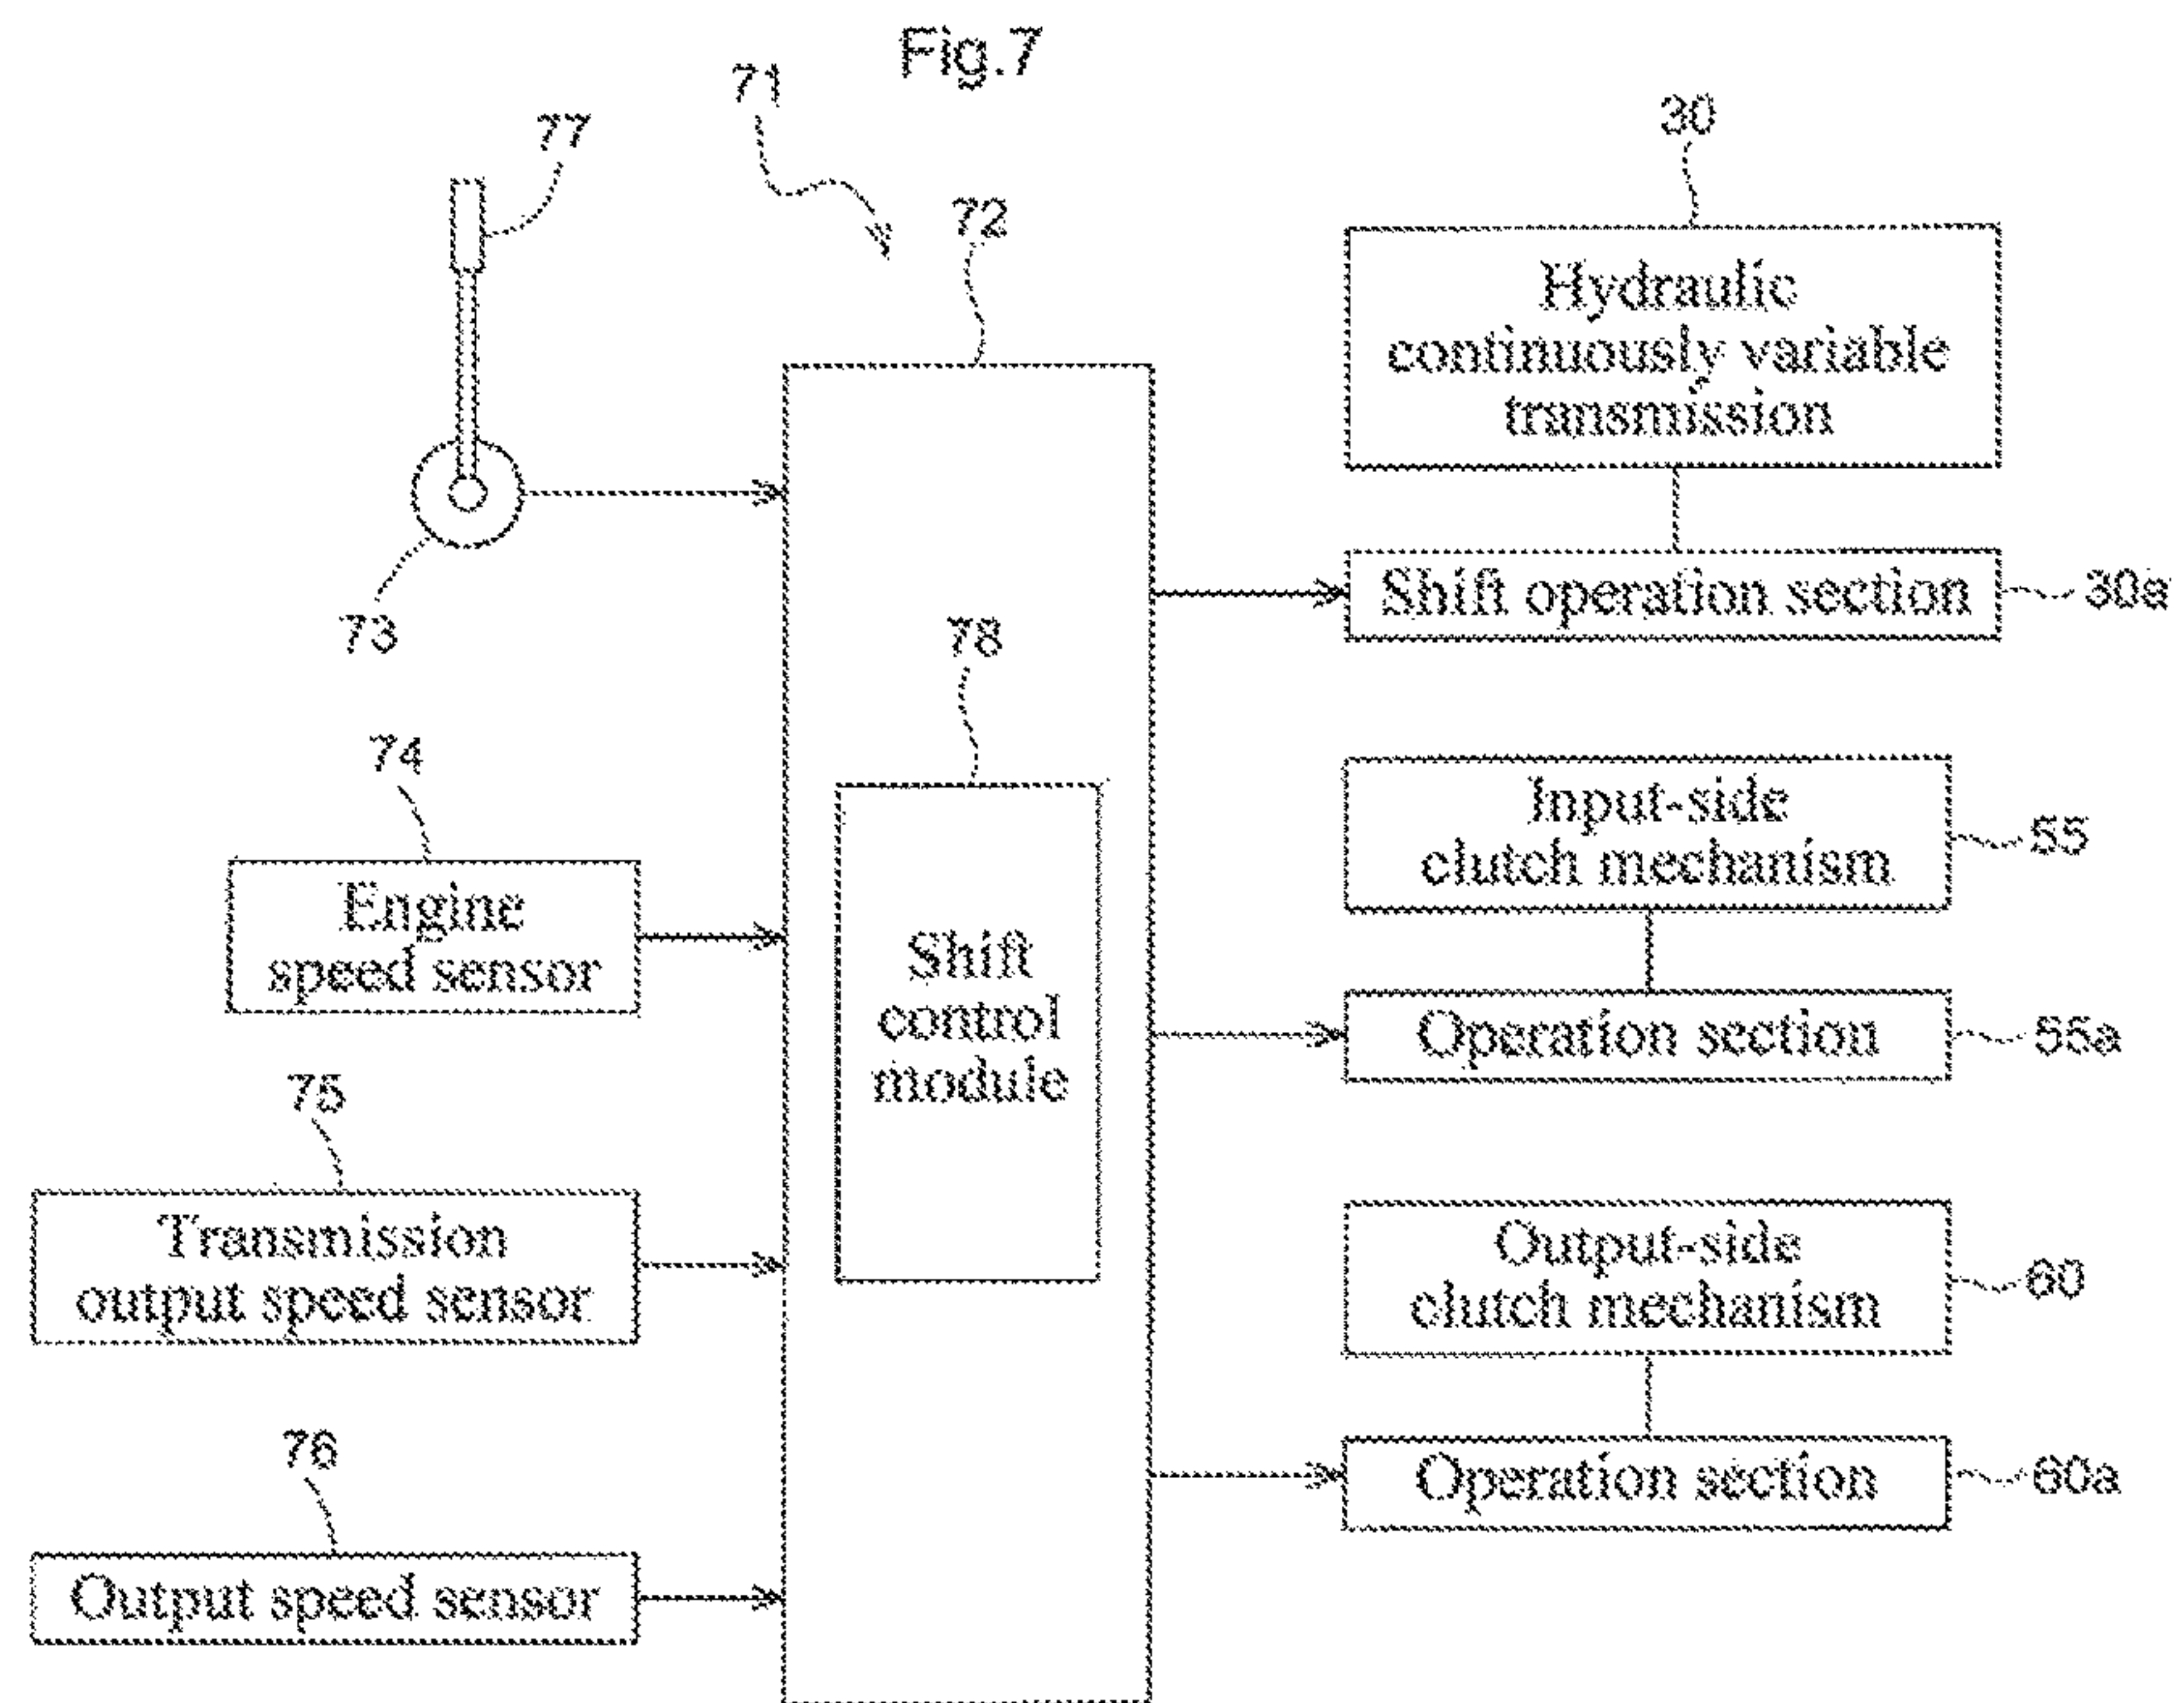 Fig.7
71
77
30
72
Hydraulic
continuously variable
transmission
Shift operation section
30a
73
78
74
Input-side
clutch mechanism
55
Engine
speed sensor
Shift
control
module
Operation section
55a
75
Transmission
output speed sensor
Output-side
clutch mechanism
60
76
Operation section
60a
Output speed sensor